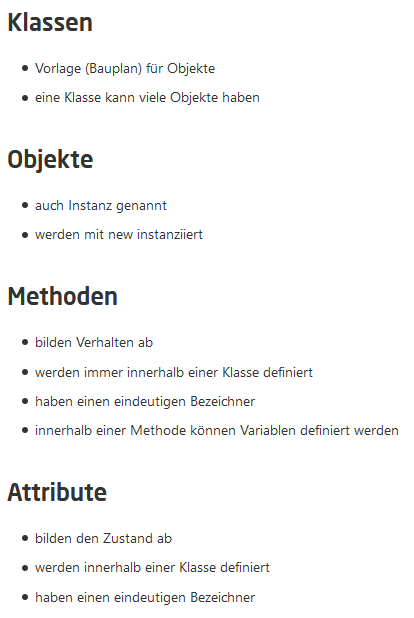 Klassen
Vorlage (Bauplan) für Objekte
eine Klasse kann viele Objekte haben
Objekte
auch Instanz genannt
werden mit new instanziiert
Methoden
bilden Verhalten ab
werden immer innerhalb einer Klasse definiert
haben einen eindeutigen Bezeichner
innerhalb einer Methode können Variablen definiert werden
Attribute
bilden den Zustand ab
werden innerhalb einer Klasse definiert
haben einen eindeutigen Bezeichner